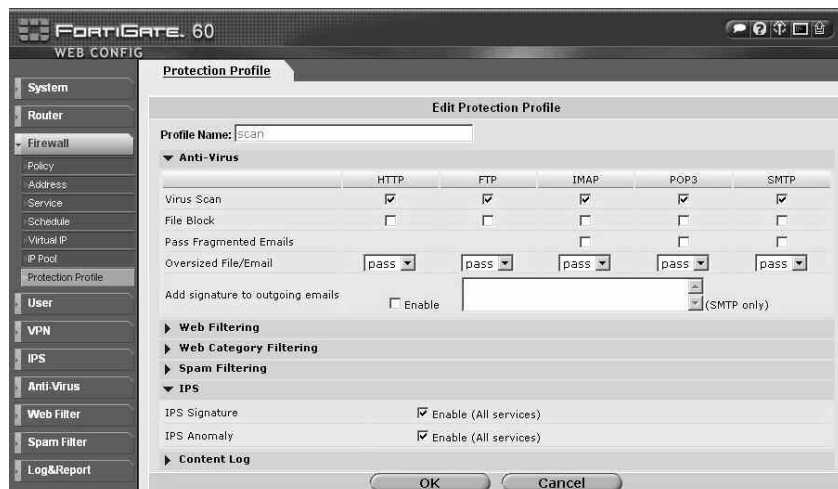 FORTIGATE. 60
WEB CONFIG
System
Router
Firewall
Policy
Address
Service
Schedule
Virtual IP
IP Pool
Protection Profile
User
VPN
IPS
Anti-Virus
Web Filter
Spam Filter
Log&Report
Protection Profile
Edit Protection Profile
Profile Name: scan
Anti-Virus
HTTP FTP IMAP POP3 SMTP
Virus Scan
File Block
Pass Fragmented Emails
Oversized File/Email pass pass pass pass pass
Add signature to outgoing emails Enable (SMTP only)
Web Filtering
Web Category Filtering
Spam Filtering
IPS
IPS Signature Enable (All services)
IPS Anomaly Enable (All services)
Content Log
OK Cancel